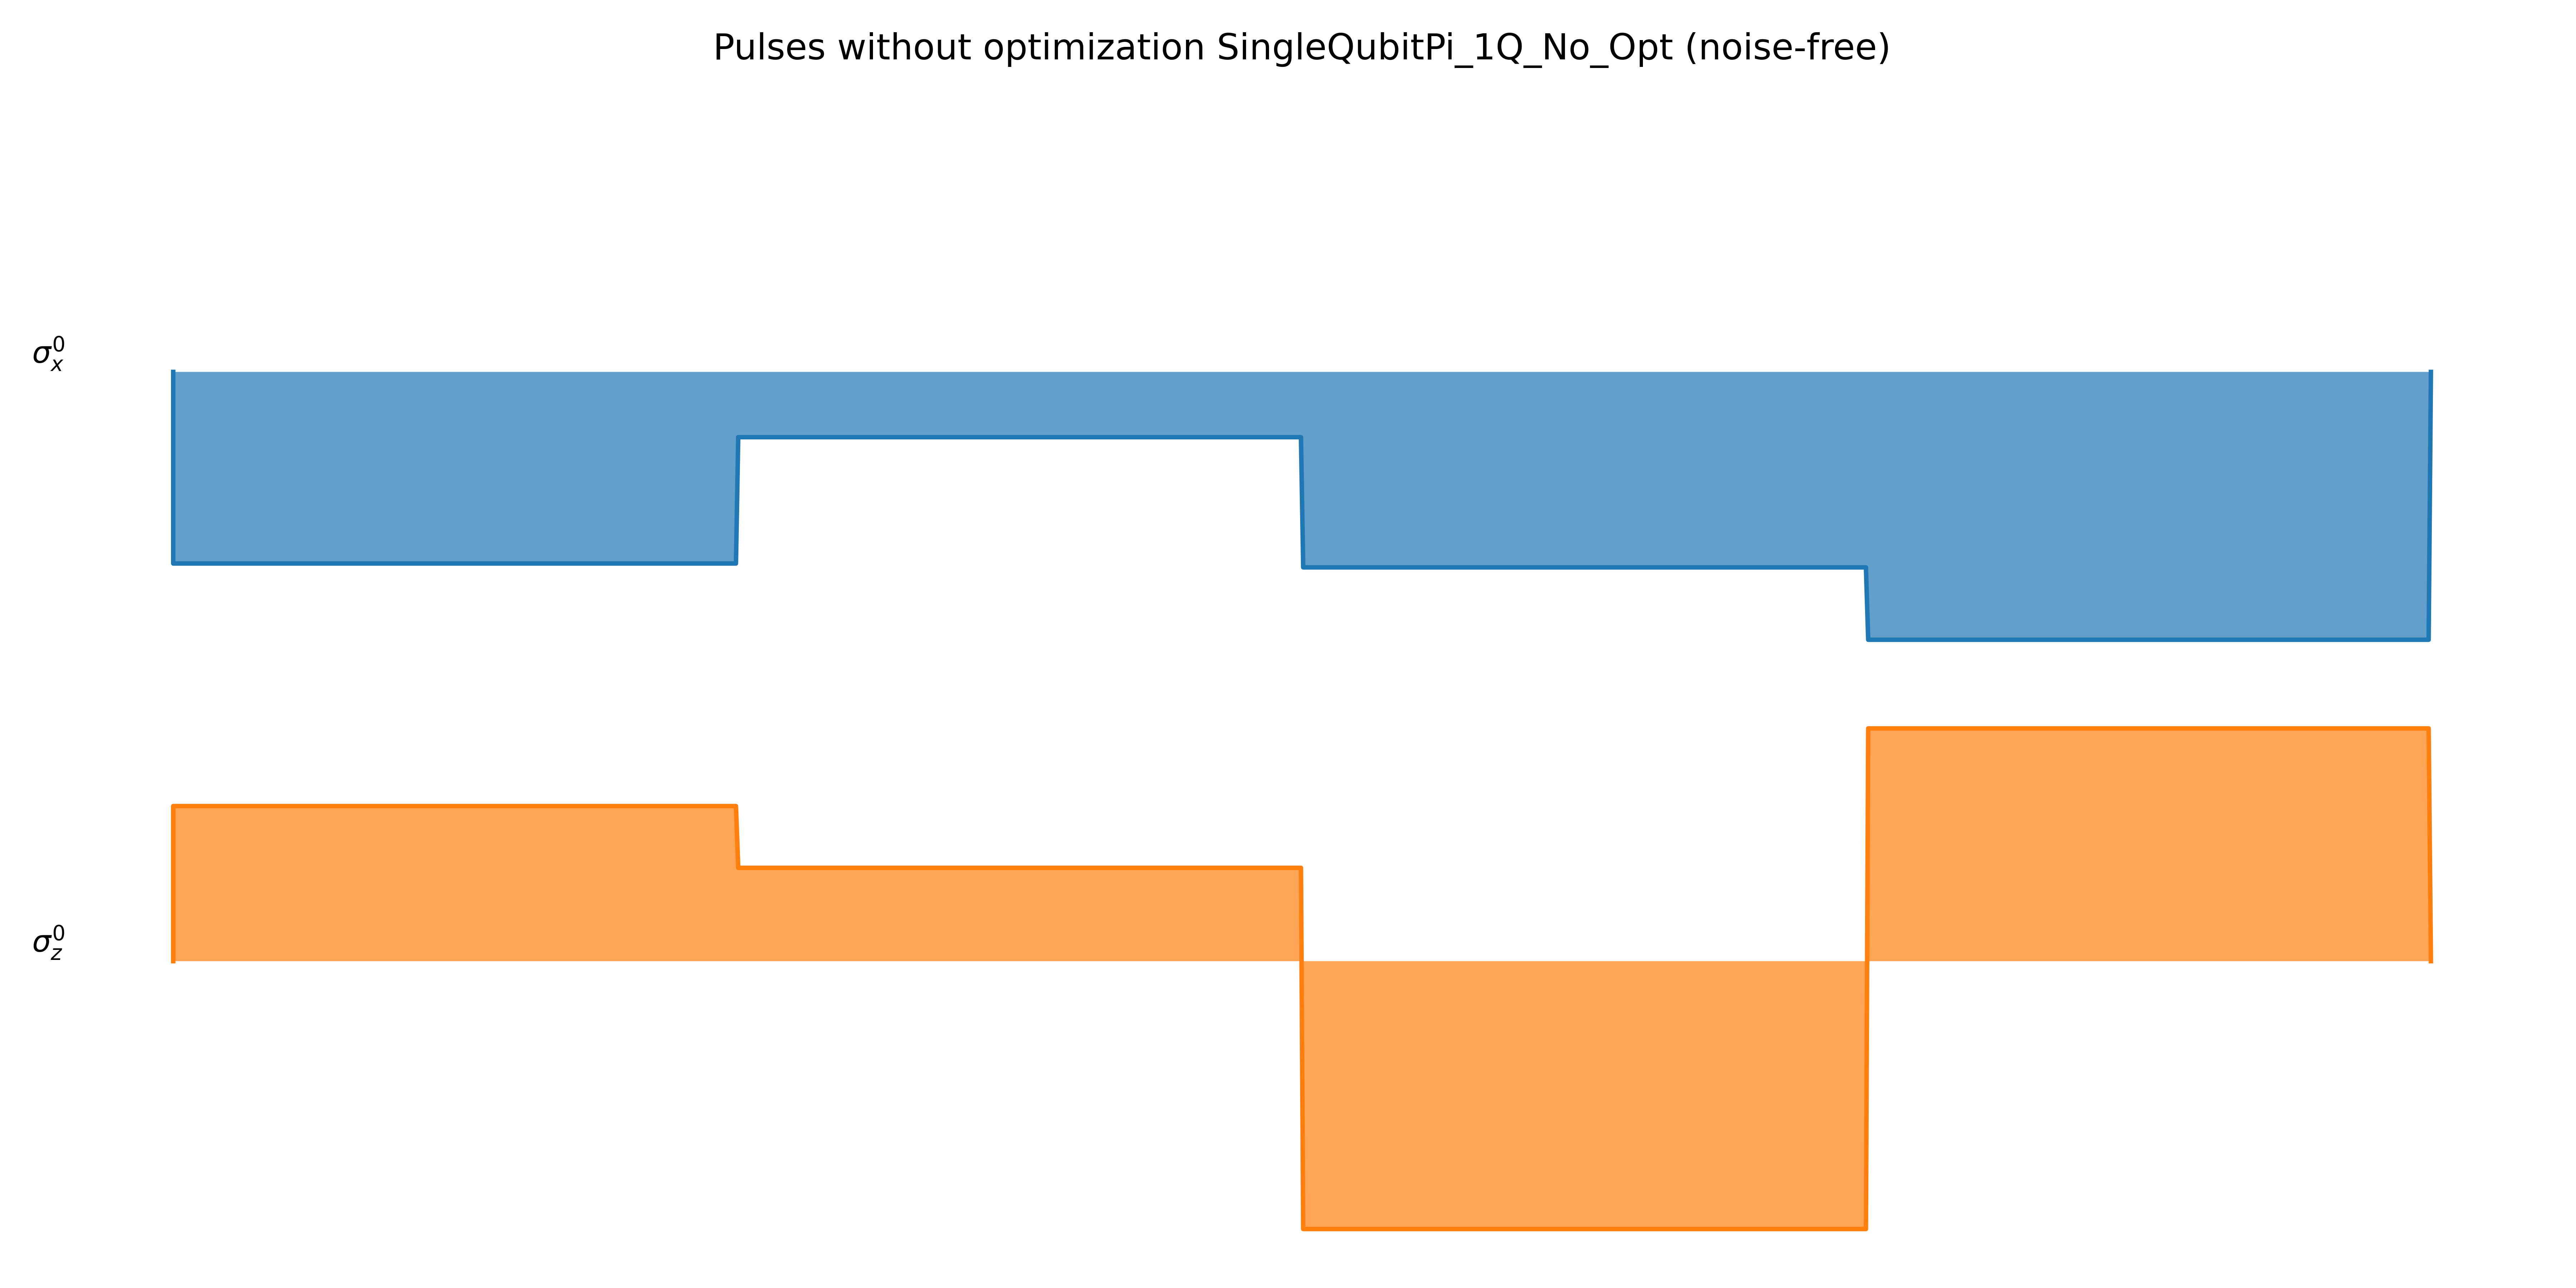 Pulses without optimization SingleQubitPi_1Q_No_Opt (noise-free)
σ_x^0
σ_z^0